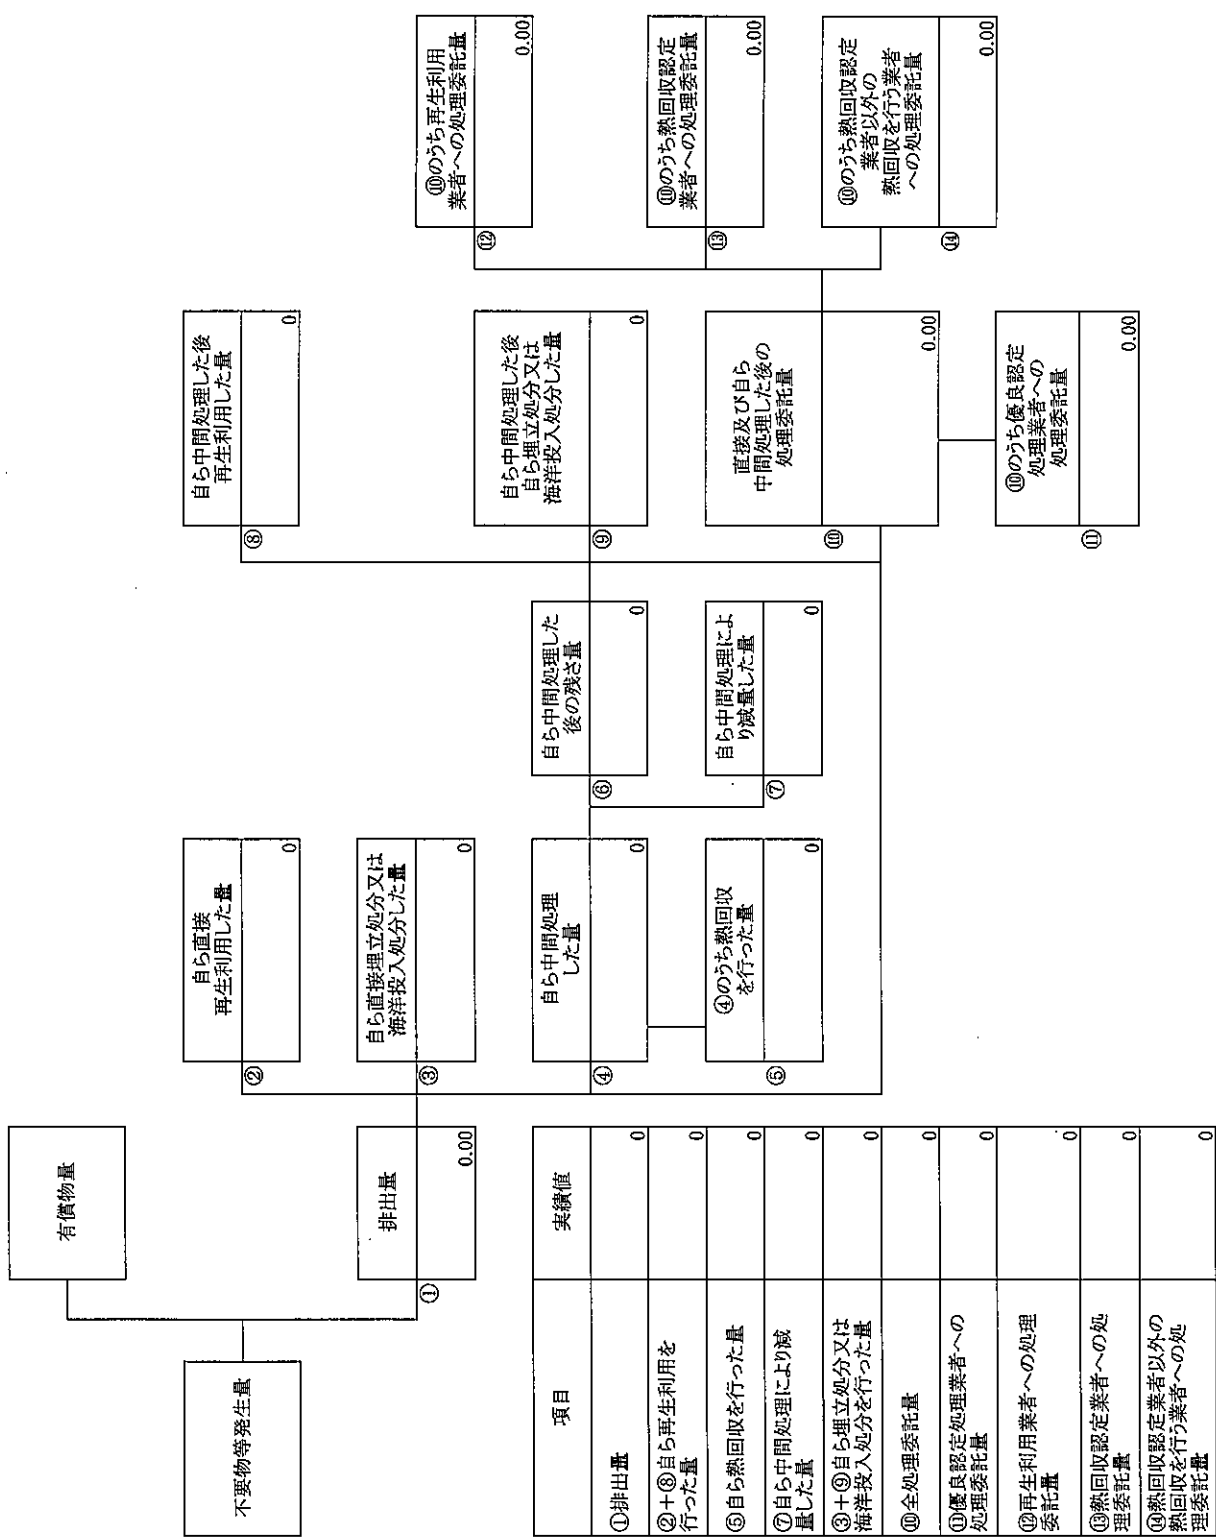 不要物等発生量
有償物量
①
排出量
0.00
②
自ら直接
再生利用した量
0
③
自ら直接埋立処分又は
海洋投入処分した量
0
④
自ら中間処理
した量
0
⑤
④のうち熱回収
を行った量
0
⑥
自ら中間処理した
後の残さ量
0
⑦
自ら中間処理によ
り減量した量
0
⑧
自ら中間処理した後
再生利用した量
0
⑨
自ら中間処理した後
自ら埋立処分又は
海洋投入処分した量
0
⑩
直接及び自ら
中間処理した後の
処理委託量
0.00
⑪
⑩のうち優良認定
処理業者への
処理委託量
0.00
⑫
⑩のうち再生利用
業者への処理委託量
0.00
⑬
⑩のうち熱回収認定
業者への処理委託量
0.00
⑭
⑩のうち熱回収認定
業者以外の
熱回収を行う業者
への処理委託量
0.00
項目 実績値
①排出量 0
②+⑧自ら再生利用を
行った量 0
⑤自ら熱回収を行った量 0
⑦自ら中間処理により減
量した量 0
③+⑨自ら埋立処分又は
海洋投入処分を行った量 0
⑩全処理委託量 0
⑪優良認定処理業者への
処理委託量 0
⑫再生利用業者への処理
委託量 0
⑬熱回収認定業者への処
理委託量 0
⑭熱回収認定業者以外の
熱回収を行う業者への処
理委託量 0